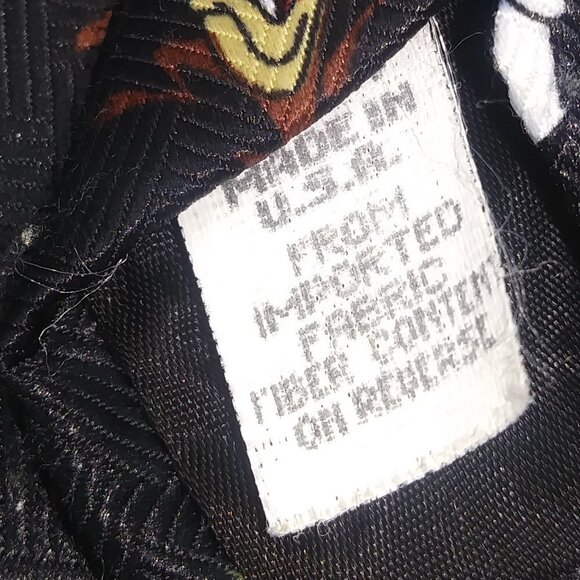 MADE IN
U.S.A.
FROM
IMPORTED
FABRIC
FIBER CONTENT
ON REVERSE